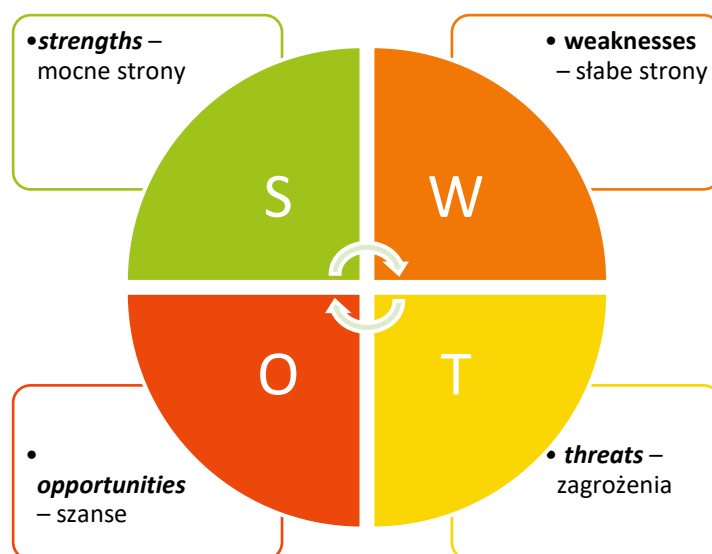 •strengths –
mocne strony
• weaknesses
– słabe strony
S
W
O
T
•
opportunities
– szanse
• threats –
zagrożenia